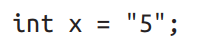 int x = "5";